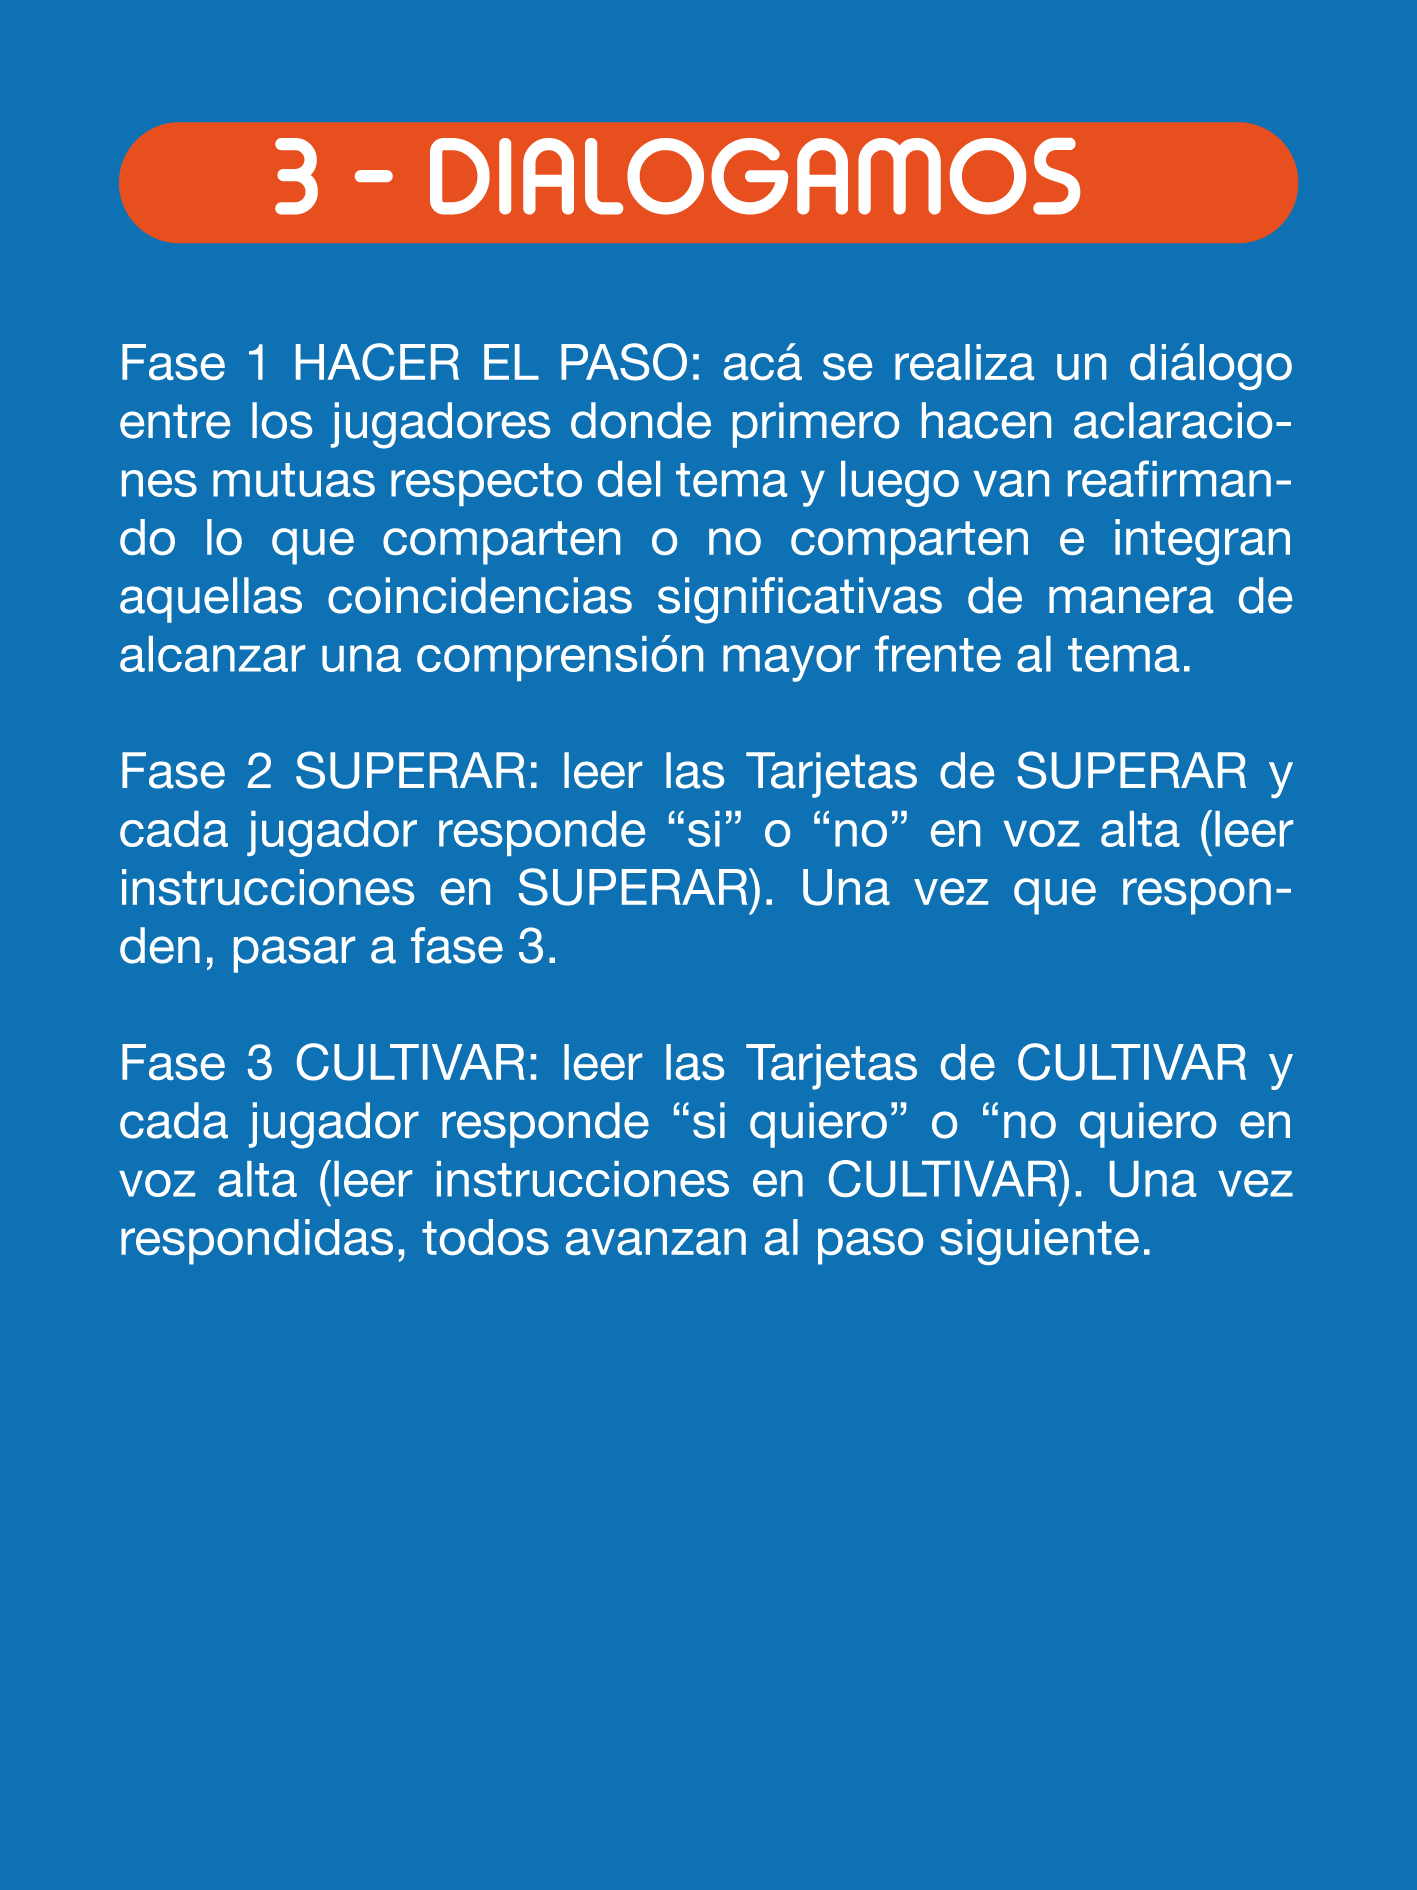 3 - DIALOGAMOS
Fase 1 HACER EL PASO: acá se realiza un diálogo
entre los jugadores donde primero hacen aclaracio-
nes mutuas respecto del tema y luego van reafirman-
do lo que comparten o no comparten e integran
aquellas coincidencias significativas de manera de
alcanzar una comprensión mayor frente al tema.
Fase 2 SUPERAR: leer las Tarjetas de SUPERAR y
cada jugador responde “si” o “no” en voz alta (leer
instrucciones en SUPERAR). Una vez que respon-
den, pasar a fase 3.
Fase 3 CULTIVAR: leer las Tarjetas de CULTIVAR y
cada jugador responde “si quiero” o “no quiero en
voz alta (leer instrucciones en CULTIVAR). Una vez
respondidas, todos avanzan al paso siguiente.